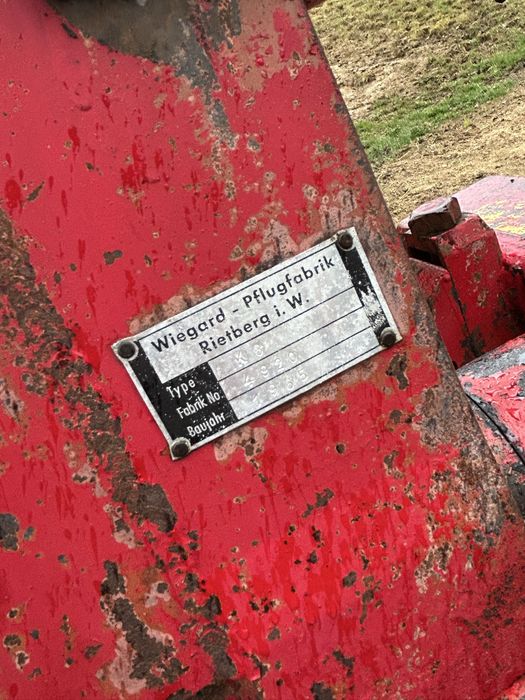 Wiegard - Pflugfabrik
Rietberg i. W.
Type
Fabrik No.
Baujahr